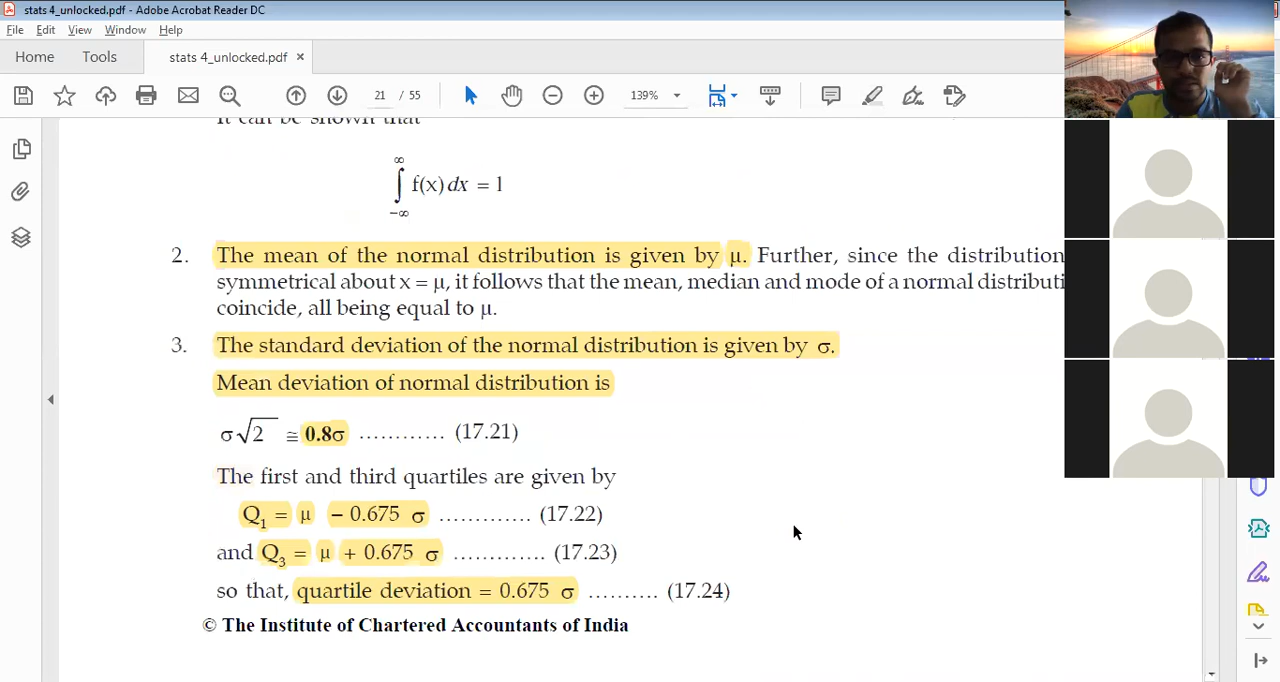 stats 4_unlocked.pdf - Adobe Acrobat Reader DC
File Edit View Window Help
Home Tools stats 4_unlocked.pdf ×
21 / 55 139%
It can be shown that
∞
∫ f(x) dx = 1
−∞
2. The mean of the normal distribution is given by μ. Further, since the distribution
symmetrical about x = μ, it follows that the mean, median and mode of a normal distributi
coincide, all being equal to μ.
3. The standard deviation of the normal distribution is given by σ.
Mean deviation of normal distribution is
σ√2 ≅ 0.8σ ………… (17.21)
The first and third quartiles are given by
Q₁ = μ − 0.675 σ …………. (17.22)
and Q₃ = μ + 0.675 σ …………. (17.23)
so that, quartile deviation = 0.675 σ ………. (17.24)
© The Institute of Chartered Accountants of India